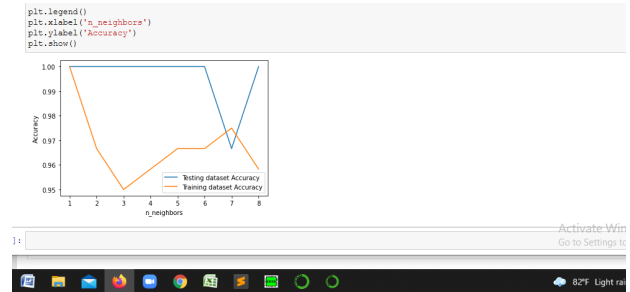 plt.legend()
plt.xlabel('n_neighbors')
plt.ylabel('Accuracy')
plt.show()
1.00
0.99
0.98
0.97
0.96
0.95
Accuracy
Testing dataset Accuracy
Training dataset Accuracy
1 2 3 4 5 6 7 8
n_neighbors
Activate Win
]:
Go to Settings to
82°F Light rai